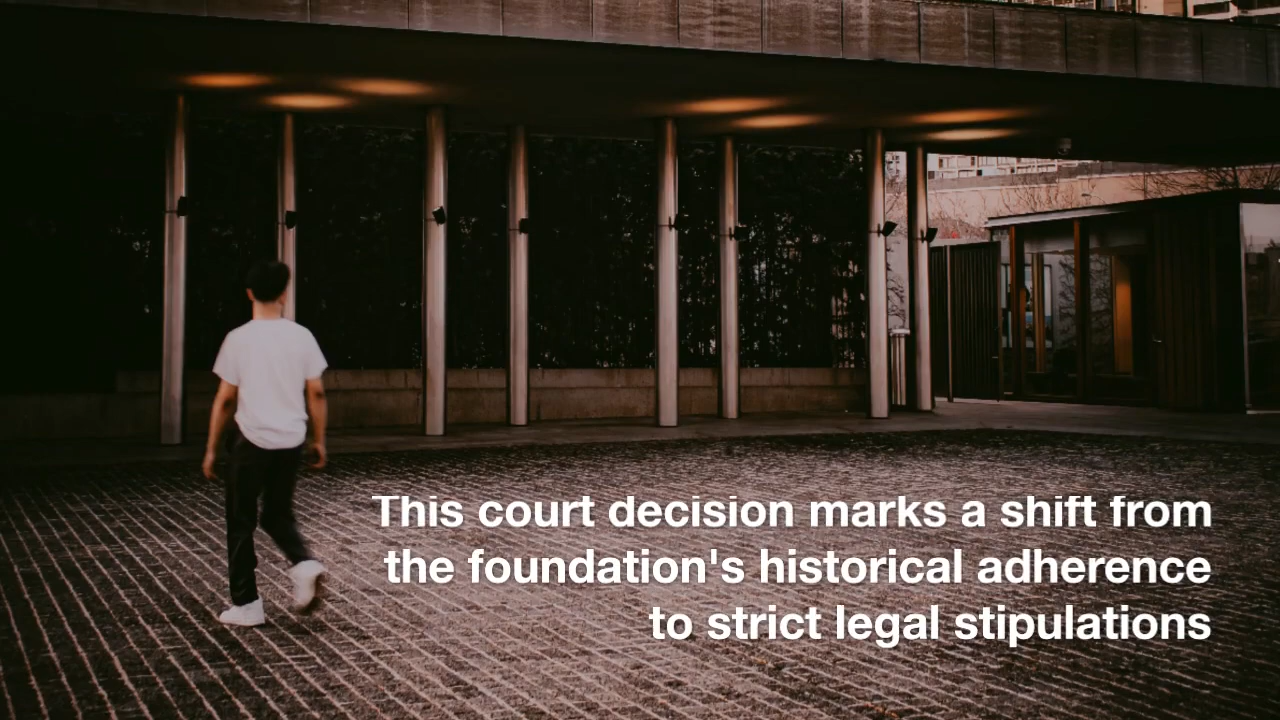 This court decision marks a shift from
the foundation's historical adherence
to strict legal stipulations